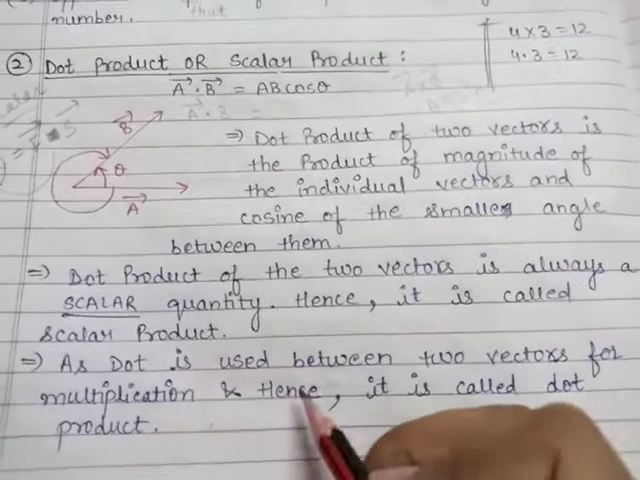 number.
4 x 3 = 12
4 . 3 = 12
② Dot Product OR Scalar Product :
A⃗ . B⃗ = AB cosθ
B⃗
θ
A⃗
⇒ Dot Product of two vectors is
the Product of magnitude of
the individual vectors and
cosine of the smaller angle
between them.
⇒ Dot Product of the two vectors is always a
SCALAR quantity. Hence, it is called
scalar Product.
⇒ As Dot is used between two vectors for
multiplication & Hence, it is called dot
product.